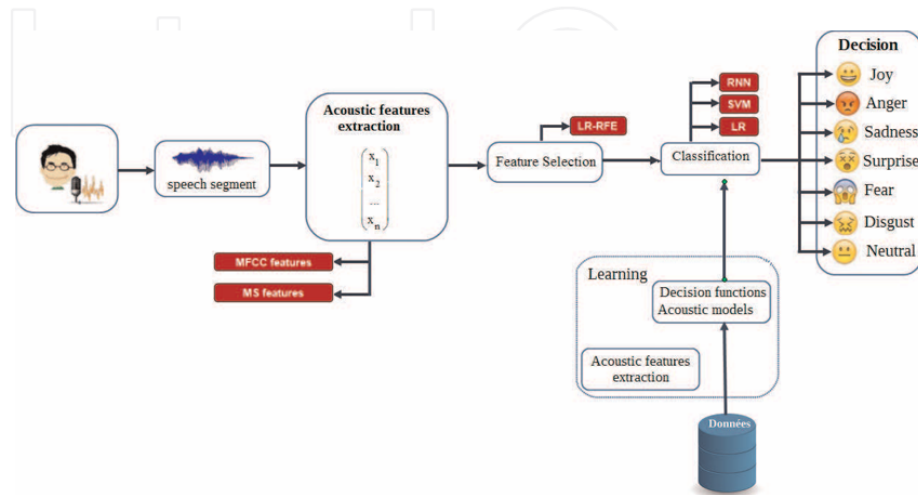 Acoustic features
extraction
x1
x2
...
xn
speech segment
MFCC features
MS features
LR-RFE
Feature Selection
RNN
SVM
LR
Classification
Decision
Joy
Anger
Sadness
Surprise
Fear
Disgust
Neutral
Learning
Decision functions
Acoustic models
Acoustic features
extraction
Données